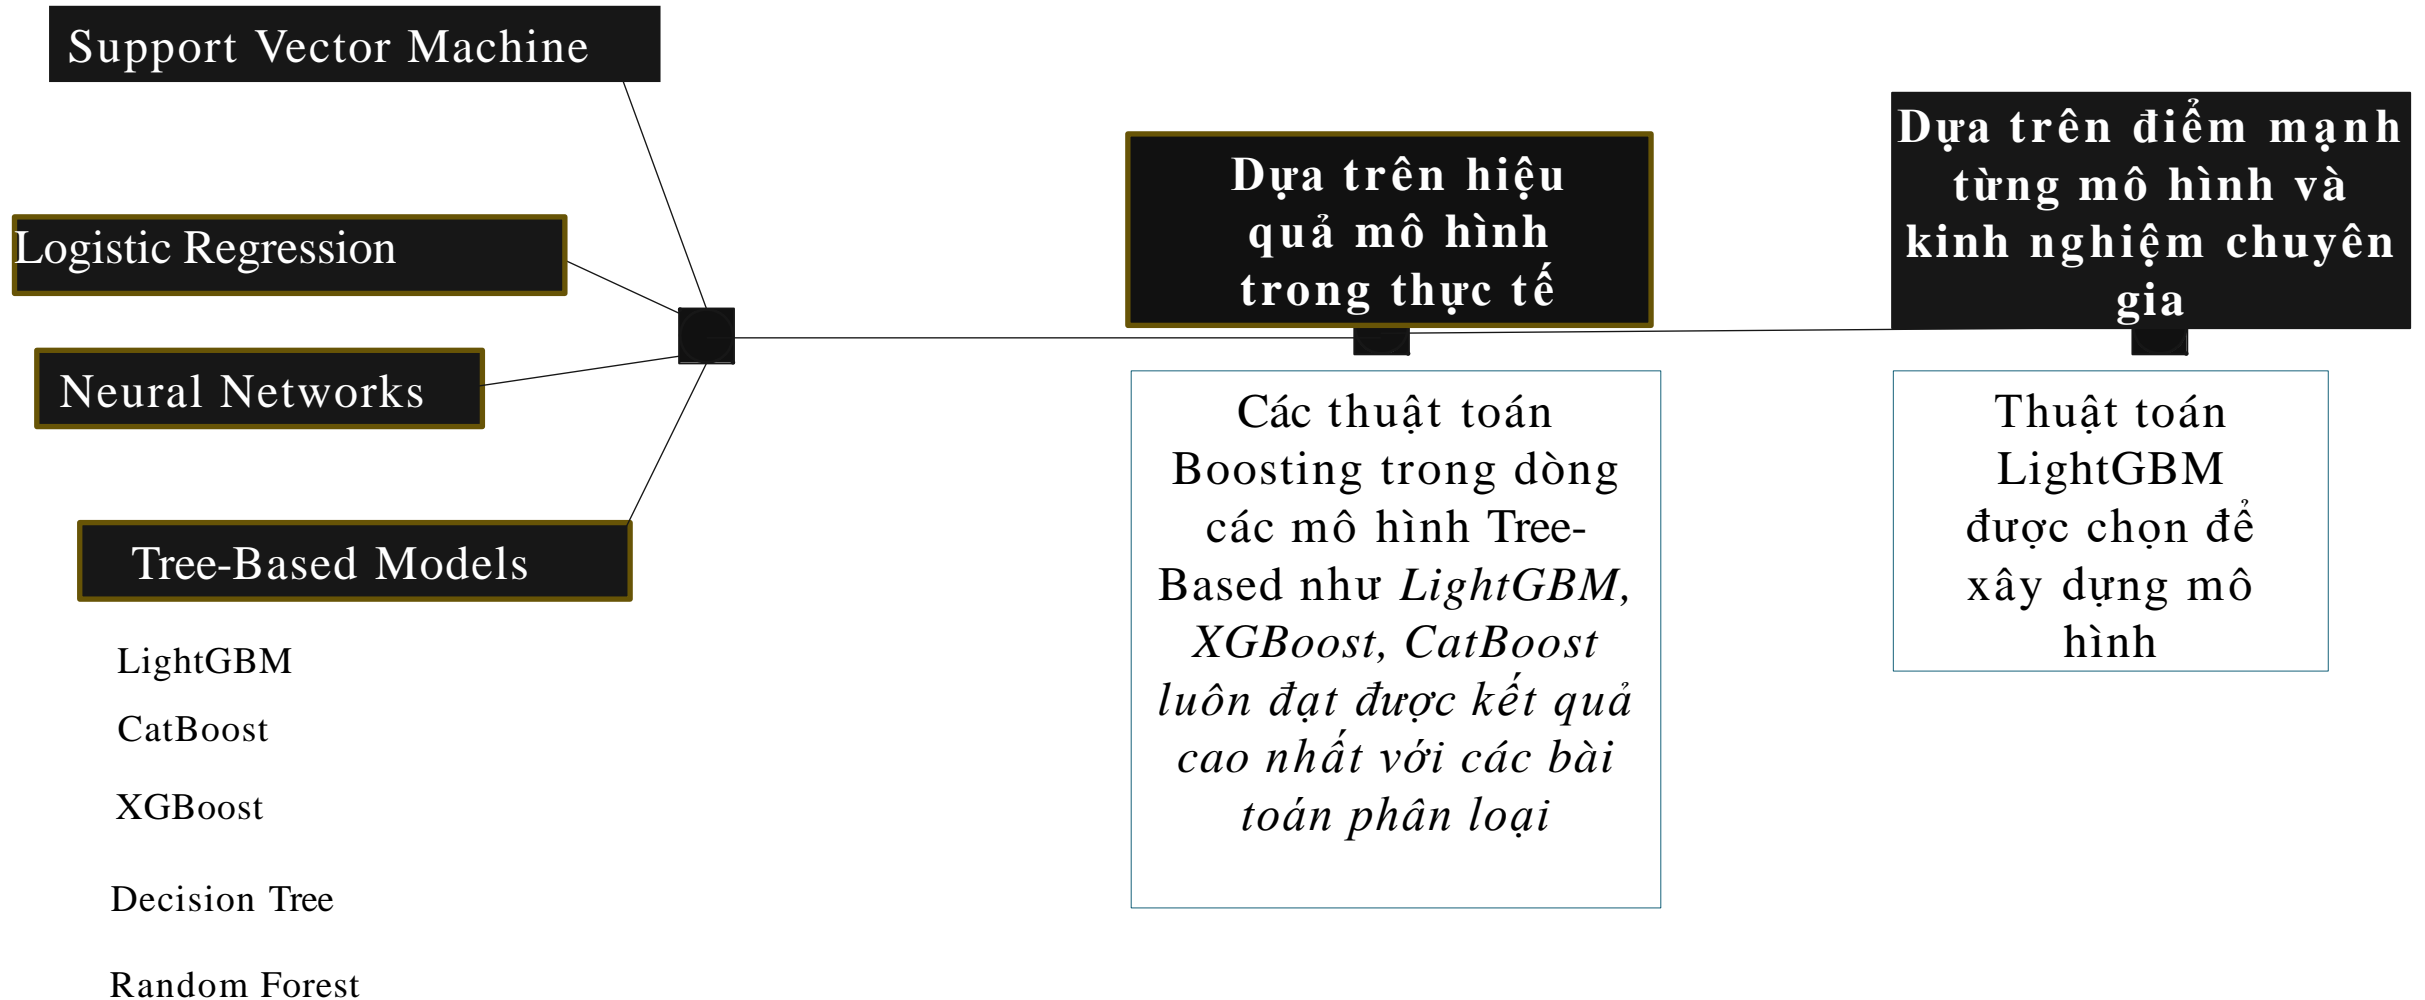 Support Vector Machine
Logistic Regression
Neural Networks
Tree-Based Models
LightGBM
CatBoost
XGBoost
Decision Tree
Random Forest
Dựa trên hiệu
quả mô hình
trong thực tế
Các thuật toán
Boosting trong dòng
các mô hình Tree-
Based như LightGBM,
XGBoost, CatBoost
luôn đạt được kết quả
cao nhất với các bài
toán phân loại
Dựa trên điểm mạnh
từng mô hình và
kinh nghiệm chuyên
gia
Thuật toán
LightGBM
được chọn để
xây dựng mô
hình